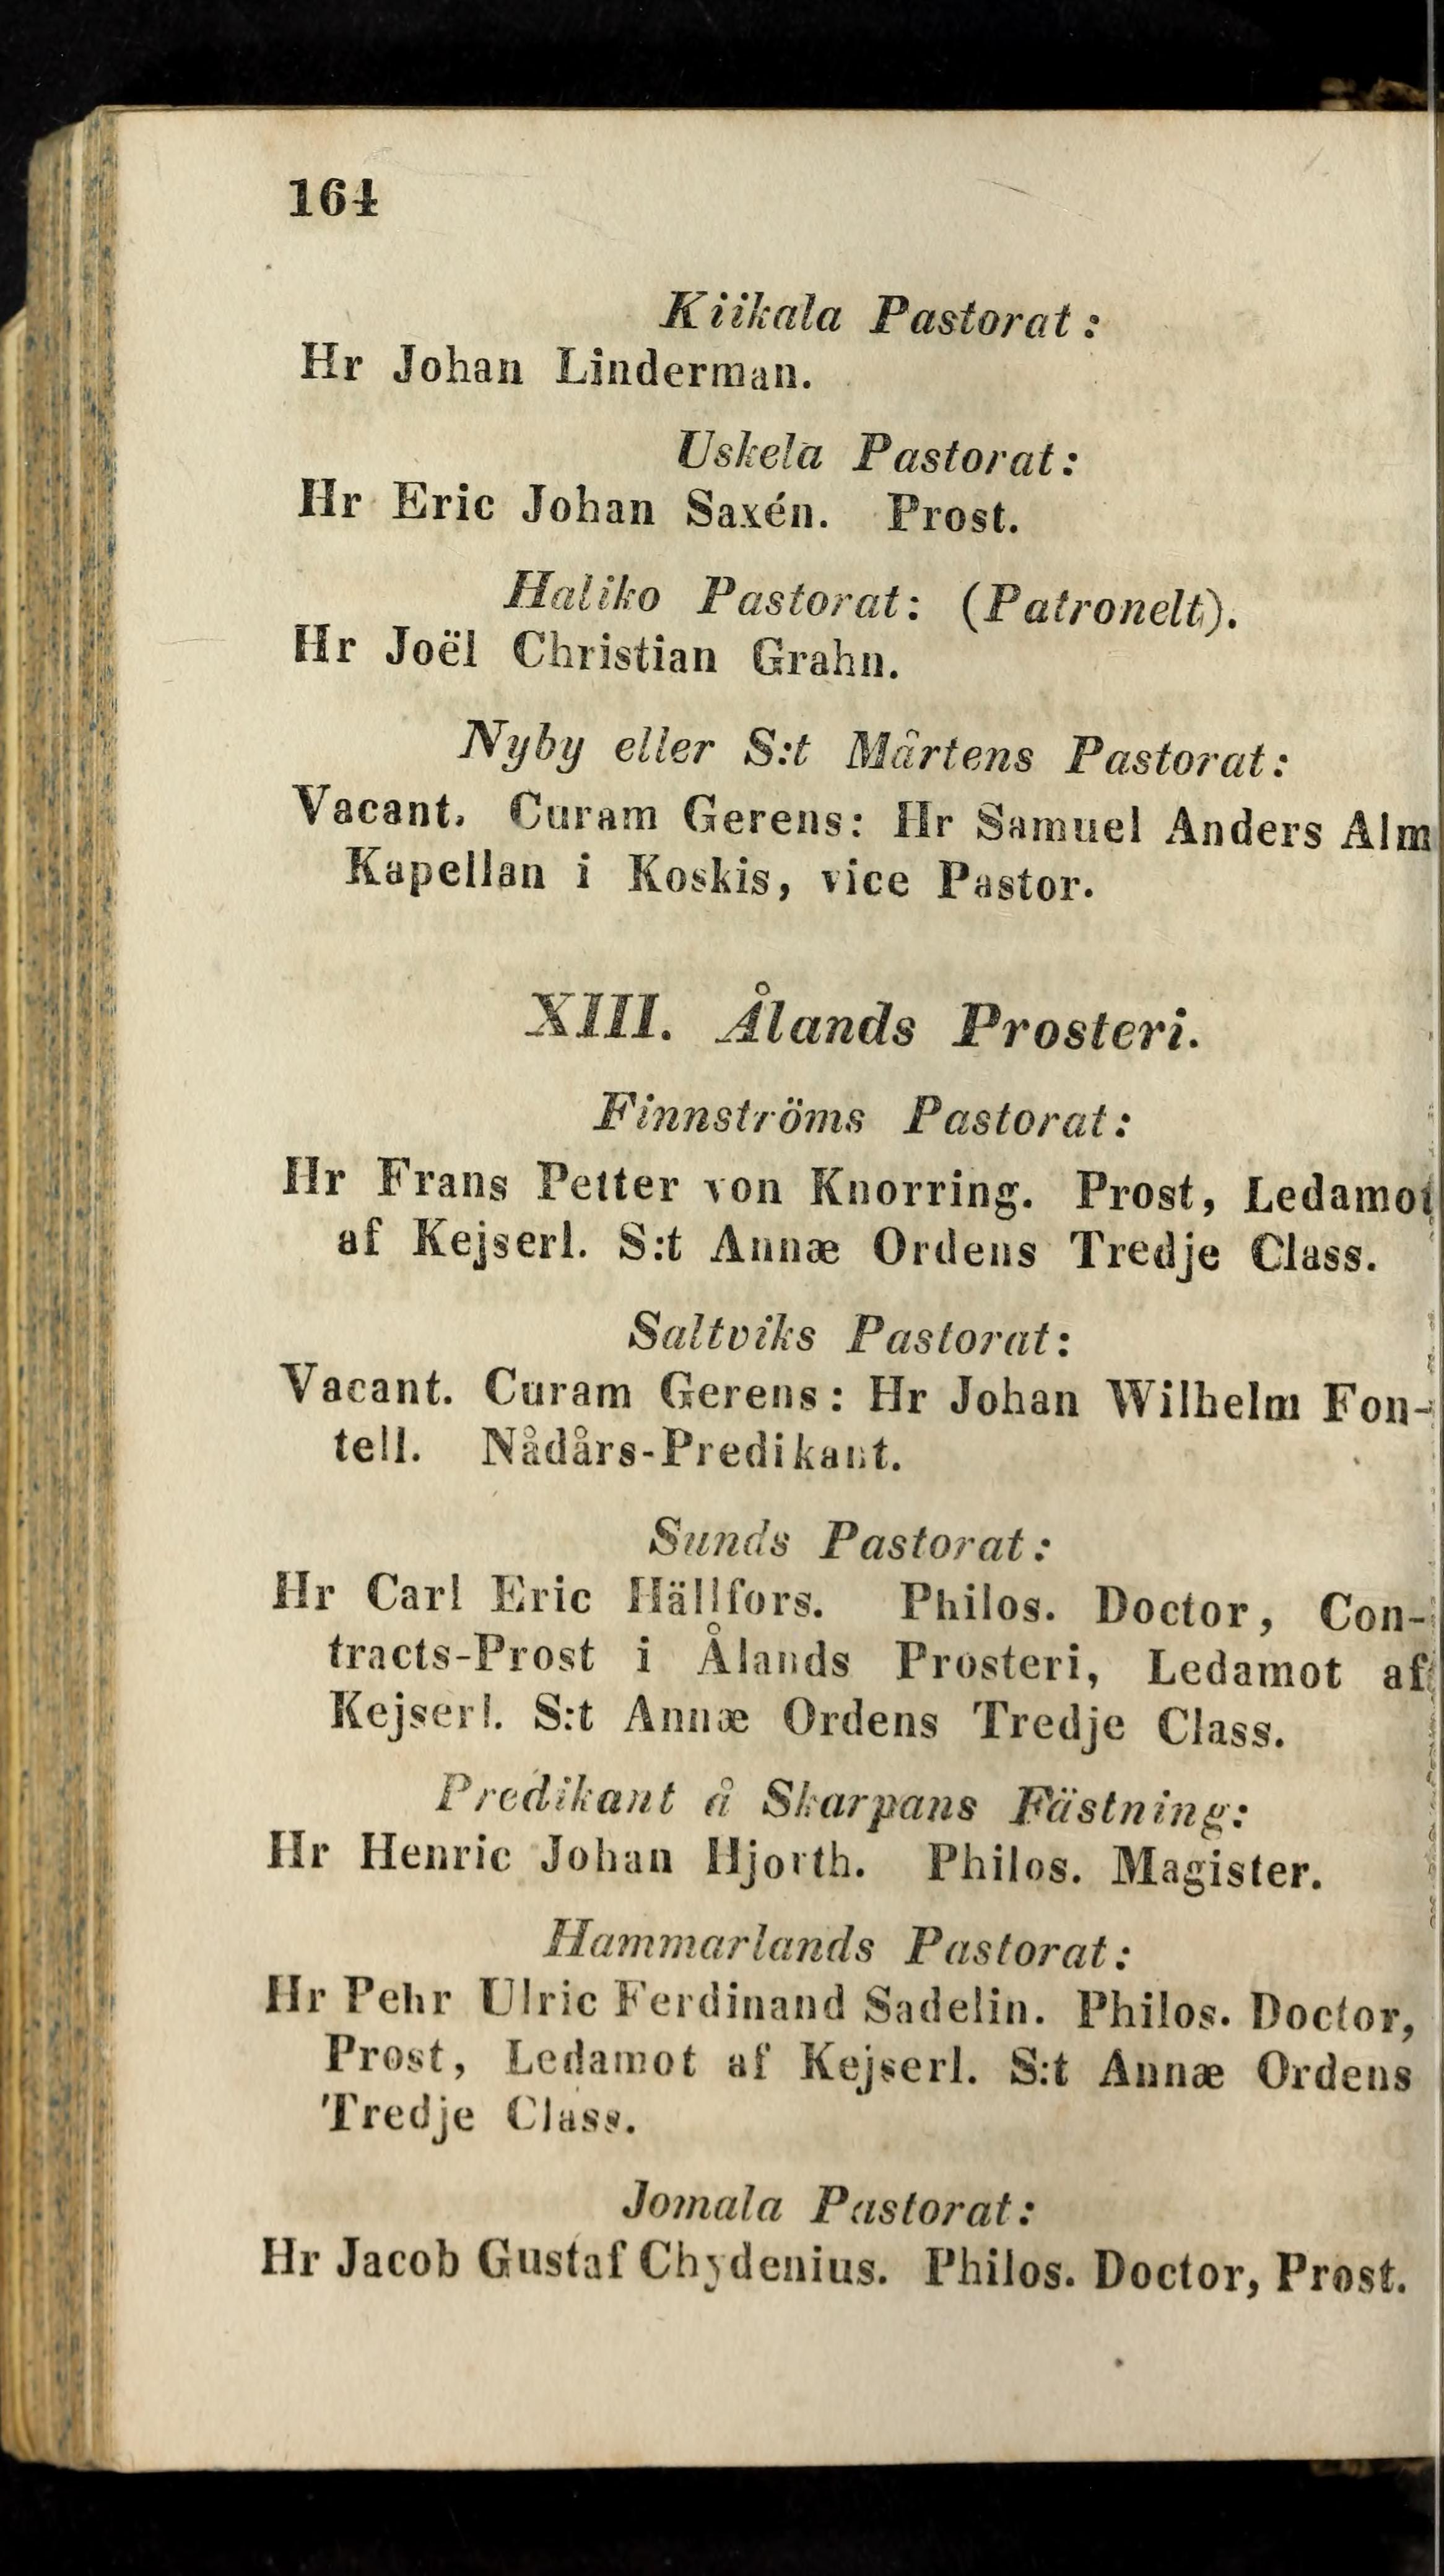 164
Kiikala Pastorat:
Hr Johan Linderman.
Uskela Pastorat:
Hr Eric Johan Saxén. Prost.
Haliko Pastorat: (Patronelt).
Hr Joël Christian Grahn.
Nyby eller S:t Mårtens Pastorat:
Vacant. Curam Gerens: Hr Samuel Anders Alm
Kapellan i Koskis, vice Pastor.
XIII. Ålands Prosteri.
Finnströms Pastorat:
Hr Frans Petter von Knorring. Prost, Ledamot
af Kejserl. S:t Annæ Ordens Tredje Class.
Saltviks Pastorat:
Vacant. Curam Gerens: Hr Johan Wilhelm Fon-
tell. Nådårs-Predikant.
Sunds Pastorat:
Hr Carl Eric Hällfors. Philos. Doctor, Con-
tracts-Prost i Ålands Prosteri, Ledamot af
Kejserl. S:t Annæ Ordens Tredje Class.
Predikant å Skarpans Fästning:
Hr Henric Johan Hjorth. Philos. Magister.
Hammarlands Pastorat:
Hr Pehr Ulric Ferdinand Sadelin. Philos. Doctor,
Prost, Ledamot af Kejserl. S:t Annæ Ordens
Tredje Class.
Jomala Pastorat:
Hr Jacob Gustaf Chydenius. Philos. Doctor, Prost.